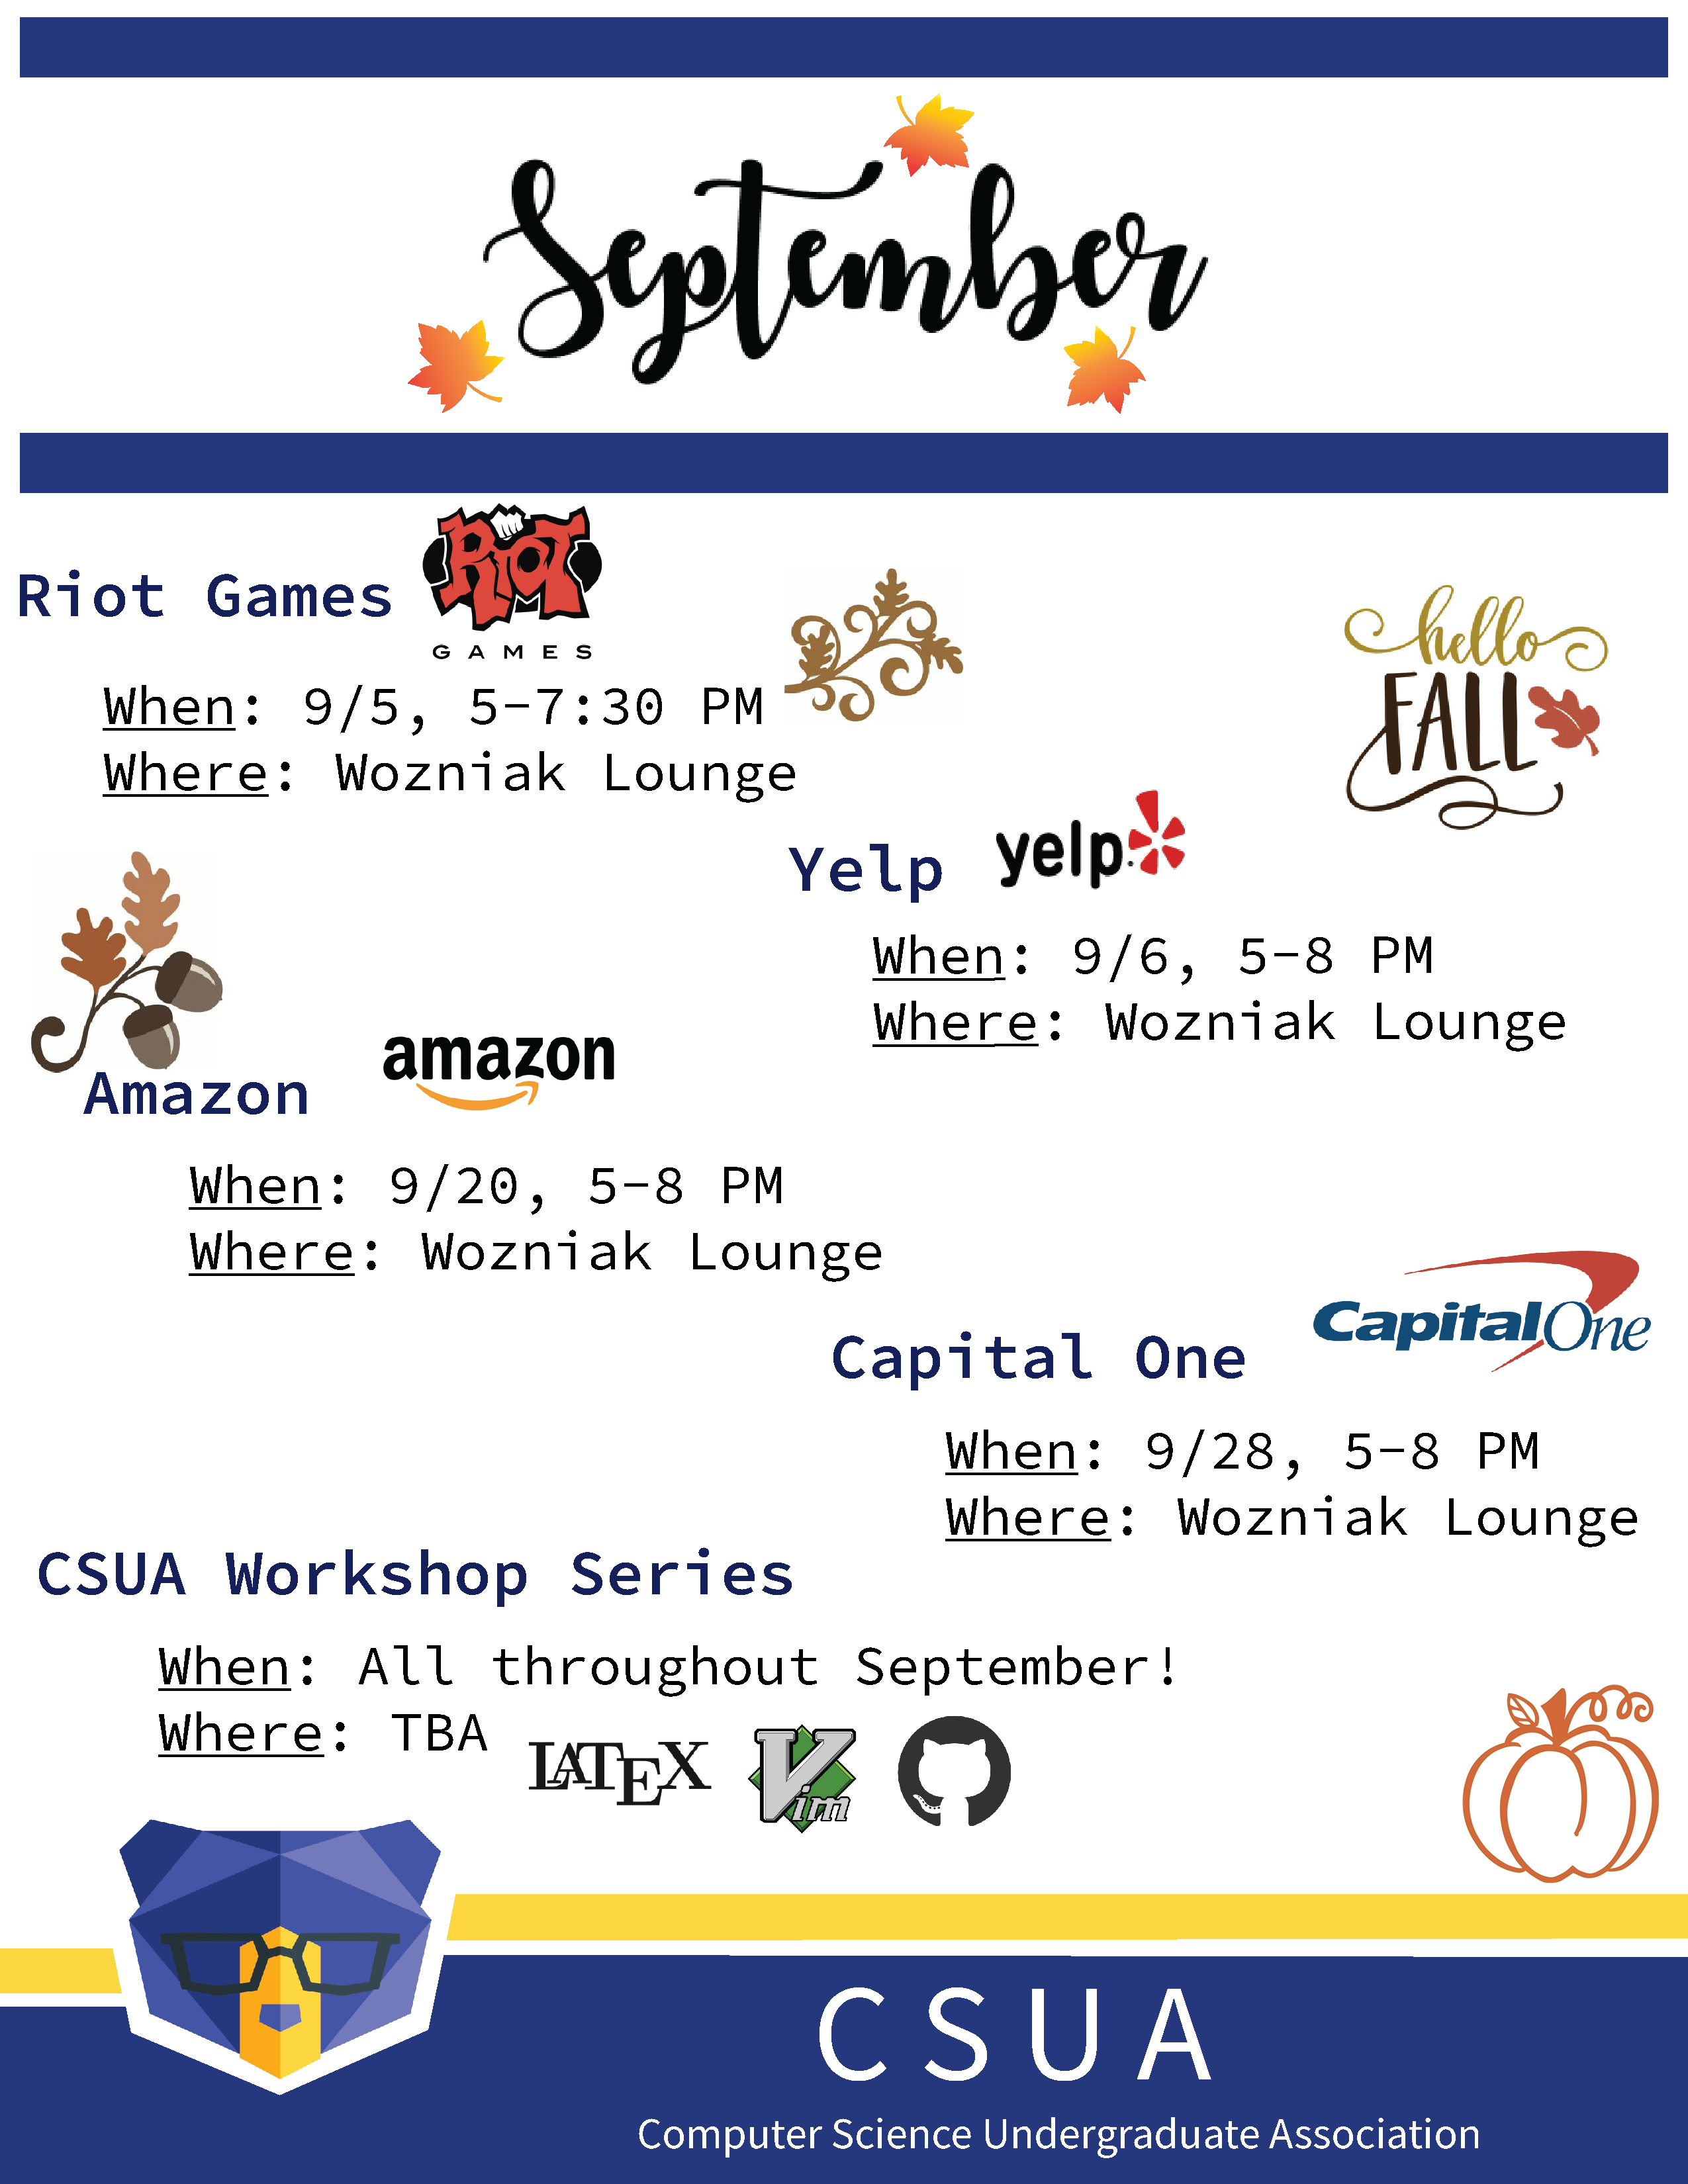 September
Riot Games
RIOT
GAMES
When: 9/5, 5-7:30 PM
Where: Wozniak Lounge
hello
FALL
Yelp
yelp
When: 9/6, 5-8 PM
Where: Wozniak Lounge
Amazon
amazon
When: 9/20, 5-8 PM
Where: Wozniak Lounge
Capital One
CapitalOne
When: 9/28, 5-8 PM
Where: Wozniak Lounge
CSUA Workshop Series
When: All throughout September!
Where: TBA
LATEX
Vim
CSUA
Computer Science Undergraduate Association